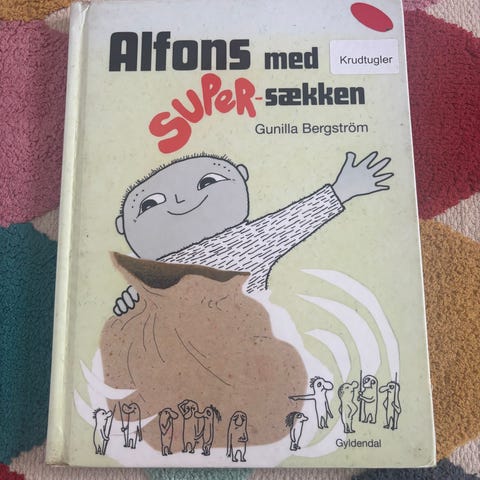 Alfons med
Krudtugler
SUPER-sækken
Gunilla Bergström
Gyldendal